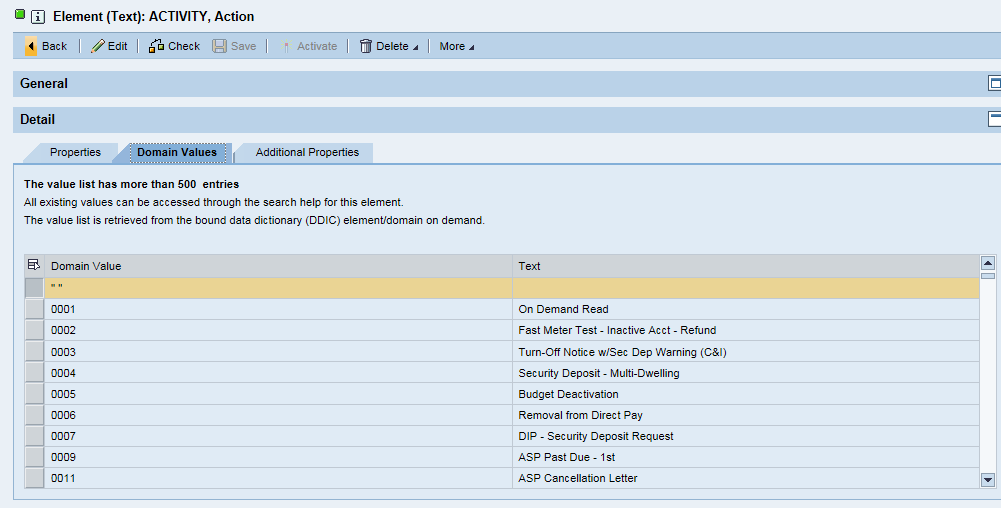 Element (Text): ACTIVITY, Action
Back Edit Check Save Activate Delete More
General
Detail
Properties Domain Values Additional Properties
The value list has more than 500 entries
All existing values can be accessed through the search help for this element.
The value list is retrieved from the bound data dictionary (DDIC) element/domain on demand.
Domain Value Text
" "
0001 On Demand Read
0002 Fast Meter Test - Inactive Acct - Refund
0003 Turn-Off Notice w/Sec Dep Warning (C&I)
0004 Security Deposit - Multi-Dwelling
0005 Budget Deactivation
0006 Removal from Direct Pay
0007 DIP - Security Deposit Request
0009 ASP Past Due - 1st
0011 ASP Cancellation Letter